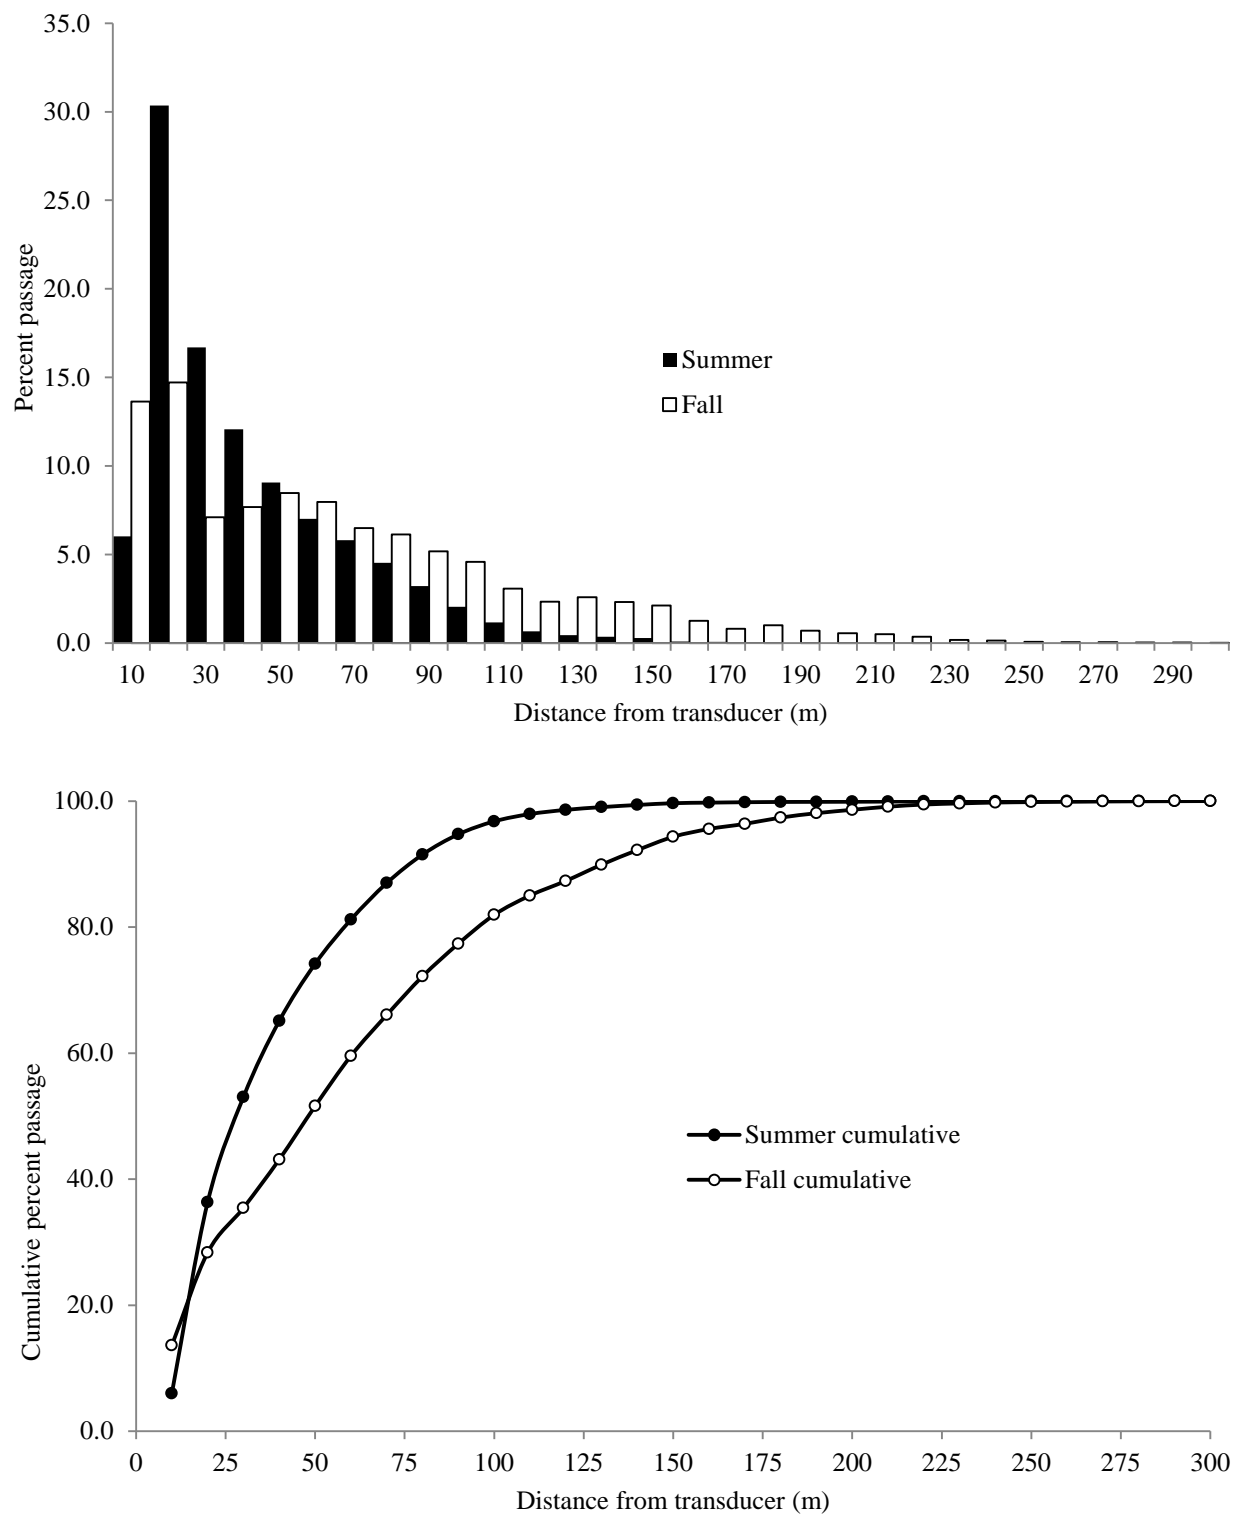 35.0
30.0
25.0
20.0
15.0
10.0
5.0
0.0
Percent passage
Summer
Fall
10 30 50 70 90 110 130 150 170 190 210 230 250 270 290
Distance from transducer (m)
100.0
80.0
60.0
40.0
20.0
0.0
Cumulative percent passage
Summer cumulative
Fall cumulative
0 25 50 75 100 125 150 175 200 225 250 275 300
Distance from transducer (m)